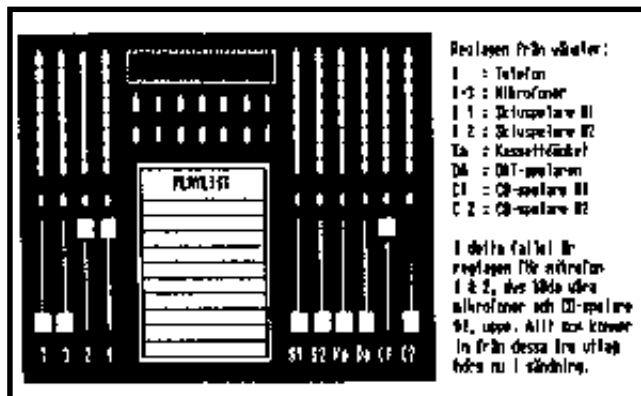 PLAYLIST
Reglagen från vänster:
: Telefon
1-3 : Mikrofoner
1 : Skivspelare #1
2 : Skivspelare #2
: Kassettdäcket
DA : DAT-spelaren
C1 : CD-spelare #1
C 2 : CD-spelare #2
I detta fallet är
reglagen för mikrofon
1 & 2, dvs båda våra
mikrofoner och CD-spelare
uppe. Allt som kommer
in från dessa tre uttag
hörs nu i sändning.
3 2 1
S1 S2 Ka Da C1 C2